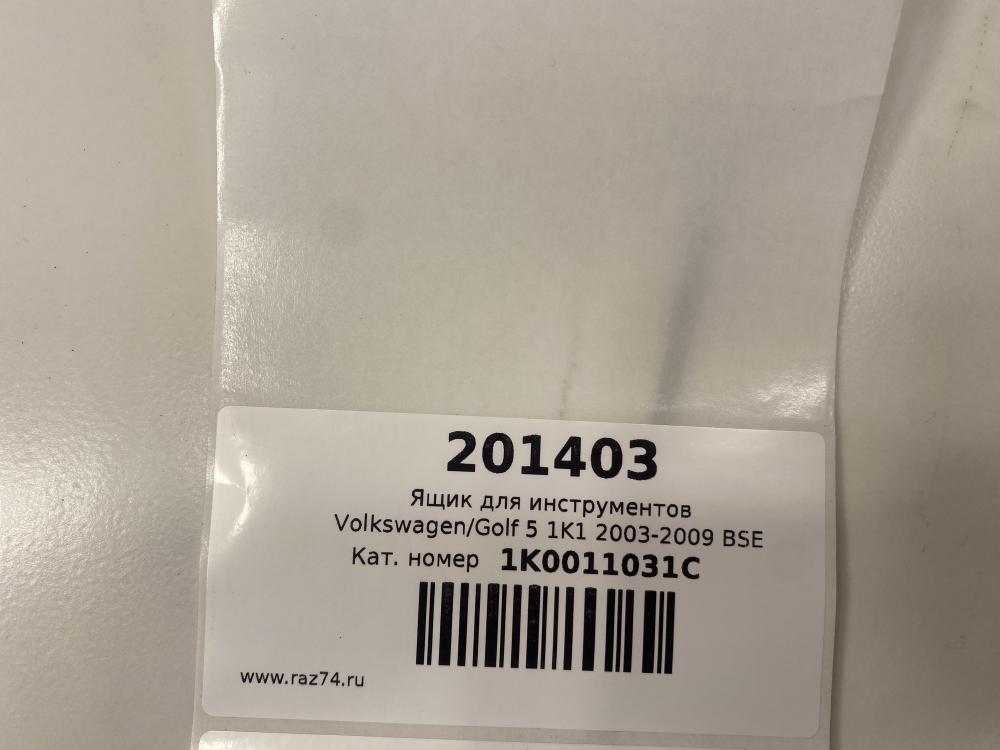 201403
Ящик для инструментов
Volkswagen/Golf 5 1K1 2003-2009 BSE
Кат. номер 1K0011031C
www.raz74.ru